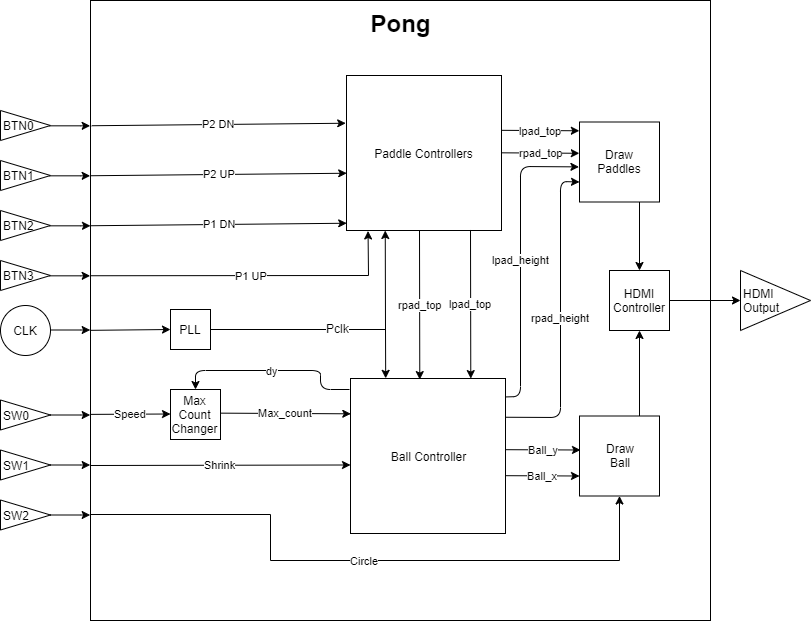 Pong
BTN0
P2 DN
BTN1
P2 UP
BTN2
P1 DN
BTN3
P1 UP
Paddle Controllers
lpad_top
rpad_top
Draw
Paddles
lpad_height
rpad_height
rpad_top
lpad_top
CLK
PLL
Pclk
HDMI
Controller
HDMI
Output
dy
SW0
Speed
Max
Count
Changer
Max_count
SW1
Shrink
Ball Controller
Ball_y
Ball_x
Draw
Ball
SW2
Circle